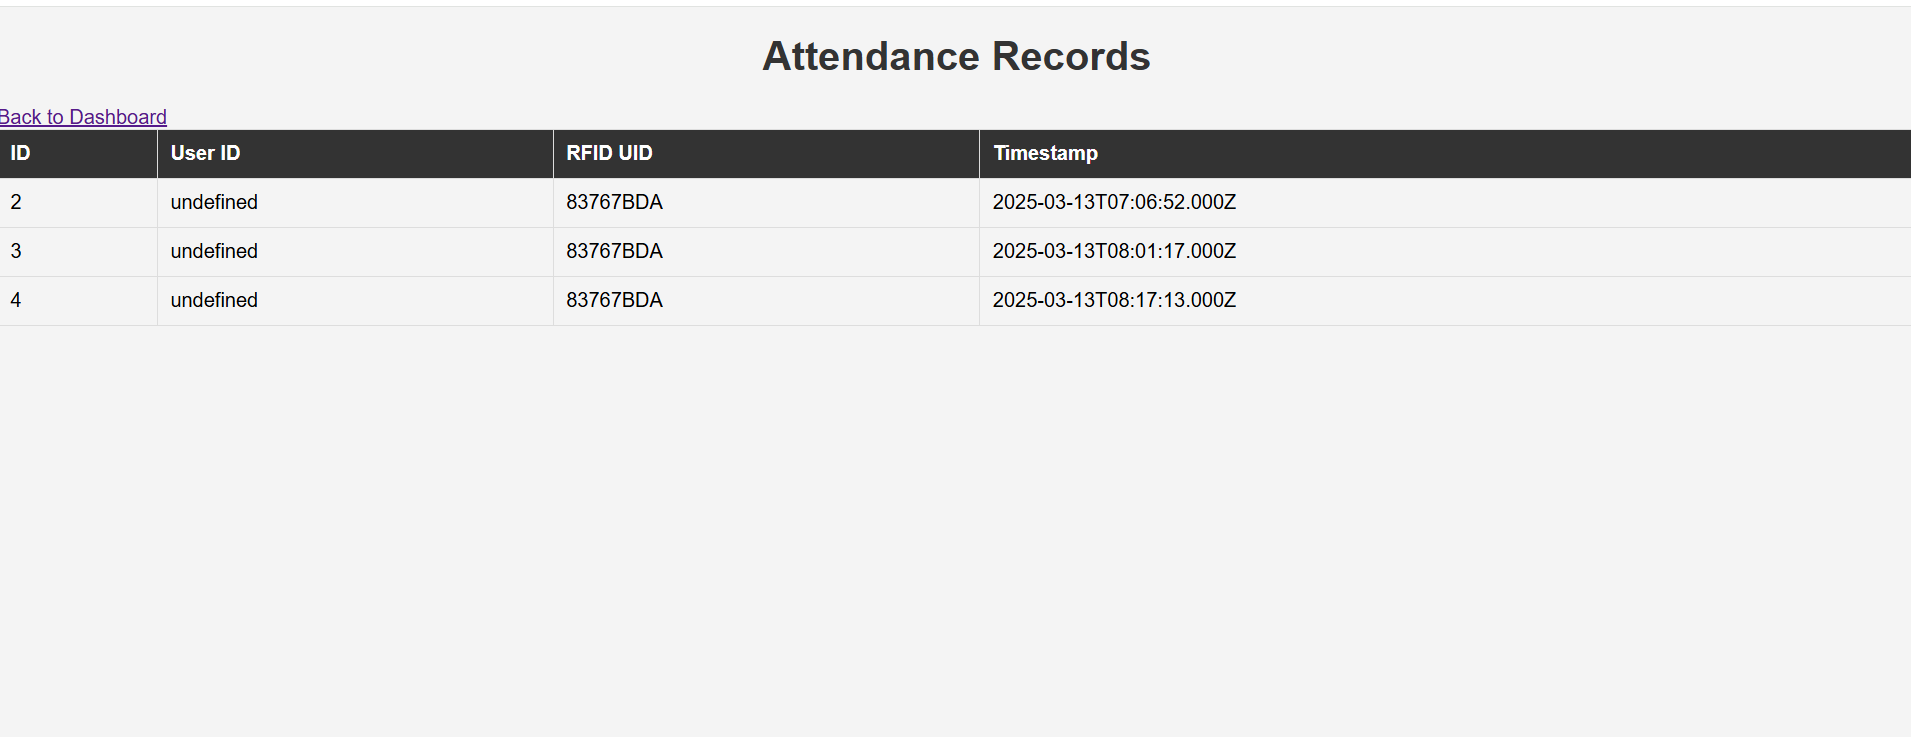 Attendance Records
Back to Dashboard
ID User ID RFID UID Timestamp
2 undefined 83767BDA 2025-03-13T07:06:52.000Z
3 undefined 83767BDA 2025-03-13T08:01:17.000Z
4 undefined 83767BDA 2025-03-13T08:17:13.000Z